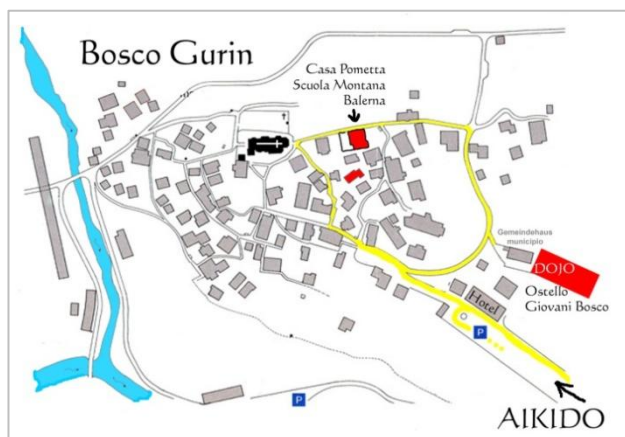 Bosco Gurin
Casa Pometta
Scuola Montana
Balerna
Gemeindehaus
municipio
DOJO
Ostello
Giovani Bosco
Hotel
P
P
AIKIDO